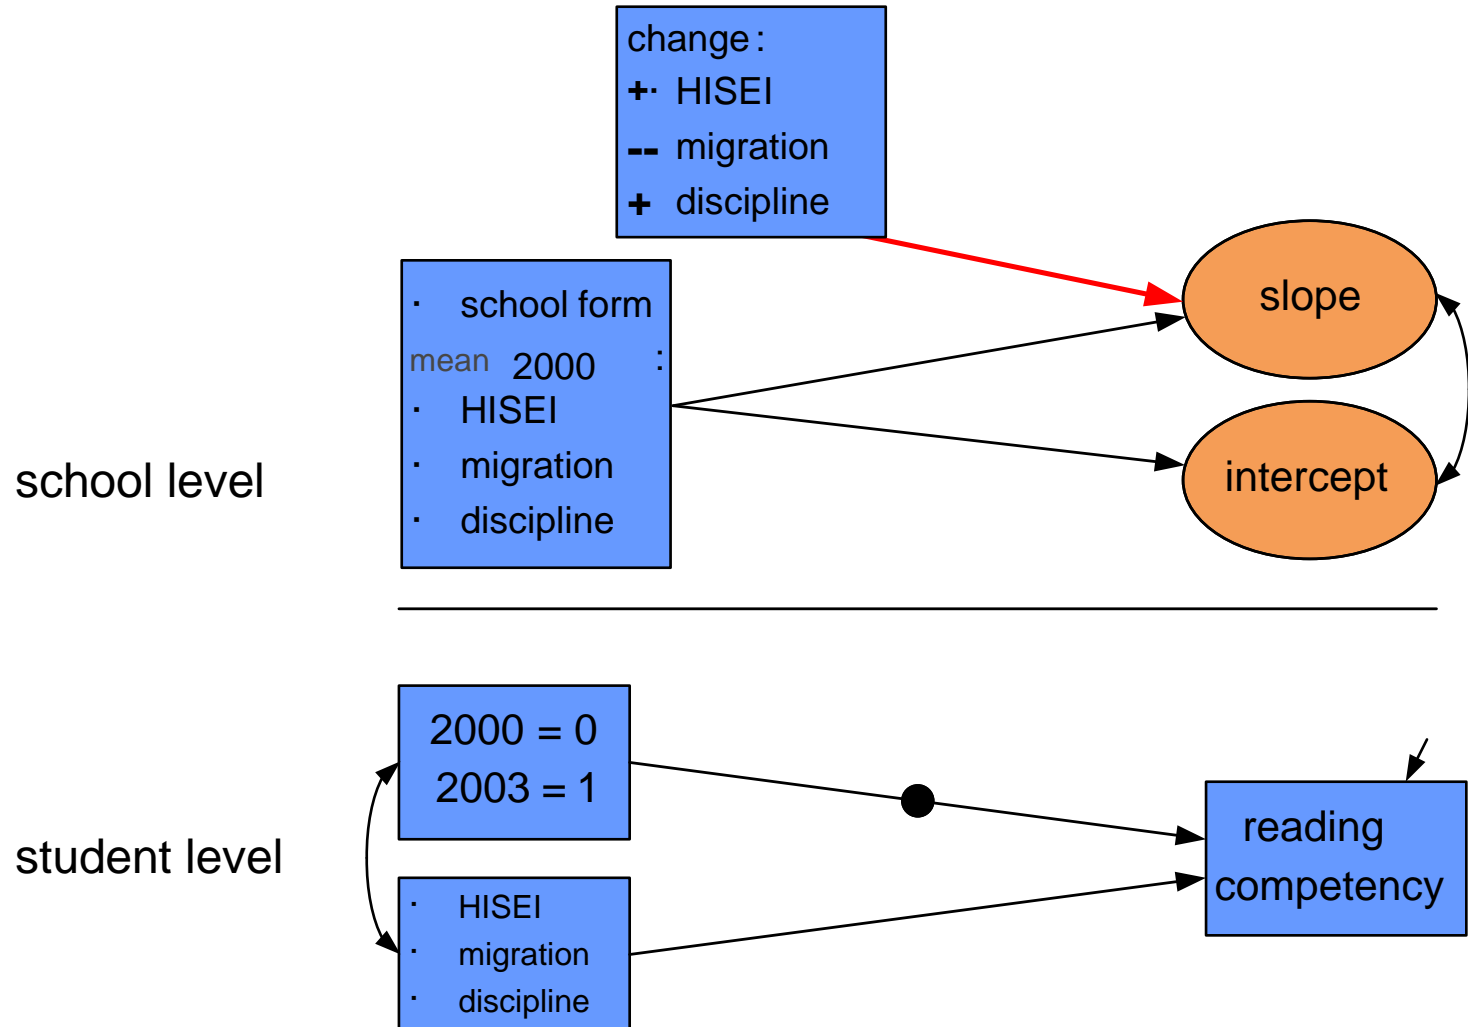 change :
+· HISEI
-- migration
+ discipline
· school form
mean 2000 :
· HISEI
· migration
· discipline
slope
intercept
school level
2000 = 0
2003 = 1
student level
· HISEI
· migration
· discipline
reading
competency